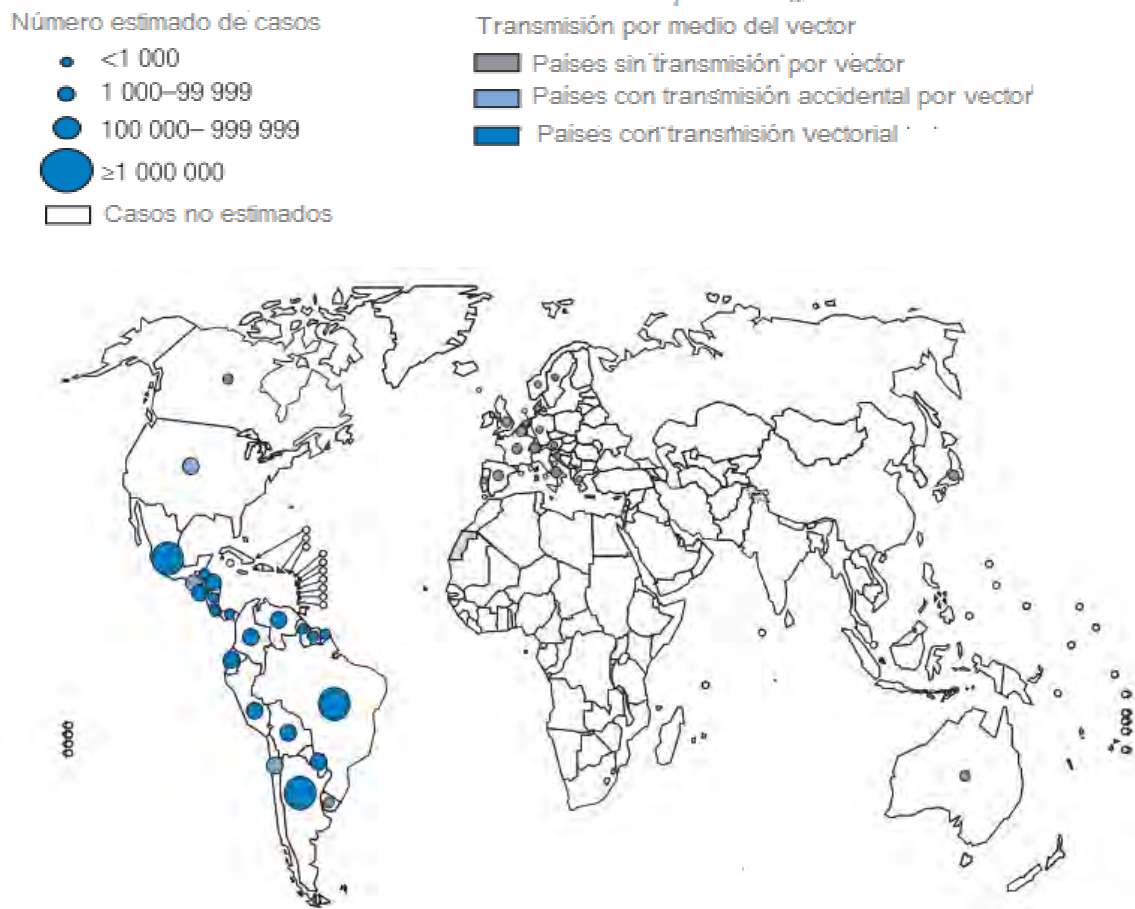 Número estimado de casos
<1 000
1 000–99 999
100 000– 999 999
≥1 000 000
Casos no estimados
Transmisión por medio del vector
Paises sin transmisión por vector
Paises con transmisión accidental por vector
Paises con transmisión vectorial